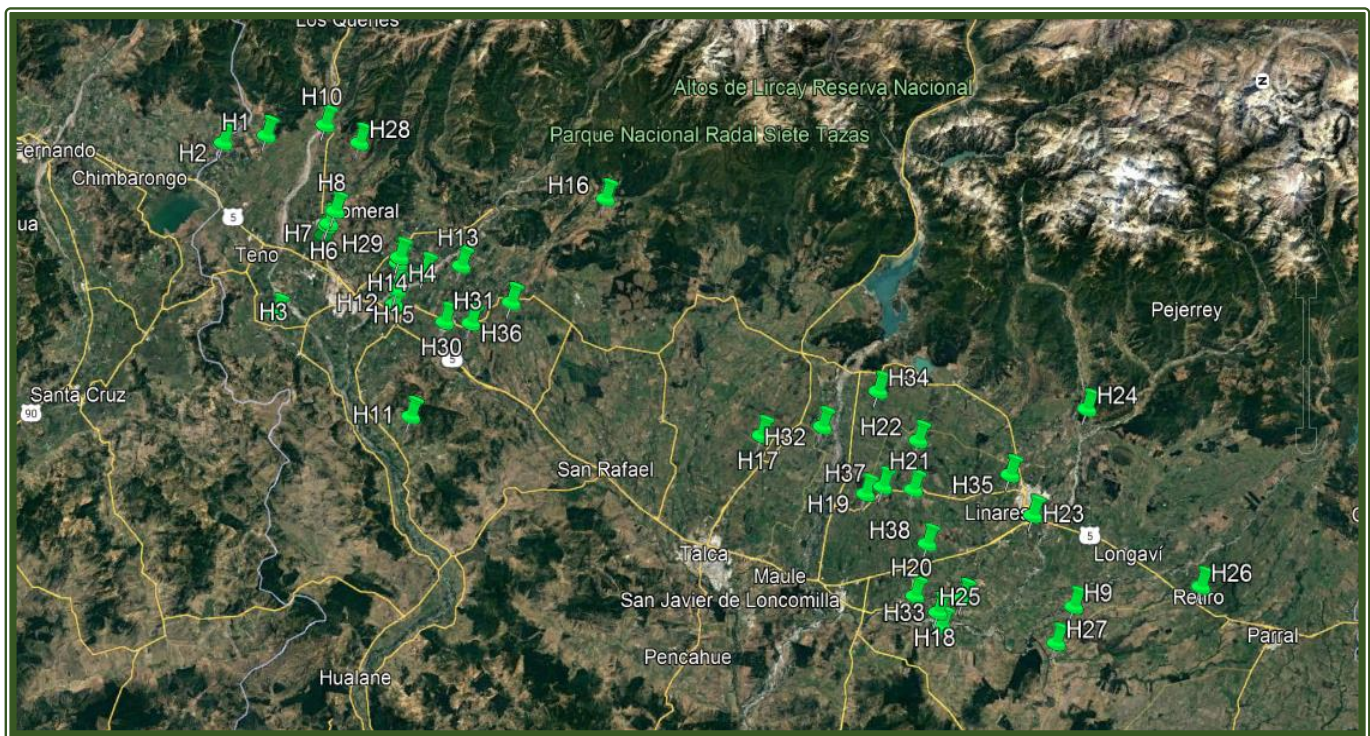 Los Queñes
H10
Altos de Lircay Reserva Nacional
N
H1
H28
Parque Nacional Radal Siete Tazas
Fernando
H2
Chimbarongo
H8
H16
omeral
5
H7
H6
H29
H13
Teno
H14
H4
H3
H12
H15
H31
H36
Pejerrey
H30
5
H34
Santa Cruz
90
H24
H11
H32
H22
H17
San Rafael
H37
H21
H35
H19
Linares
H23
H38
5
Talca
Longaví
Maule
H20
H26
San Javier de Loncomilla
H25
H9
Retiro
H33
H18
H27
Parral
Pencahue
Hualane